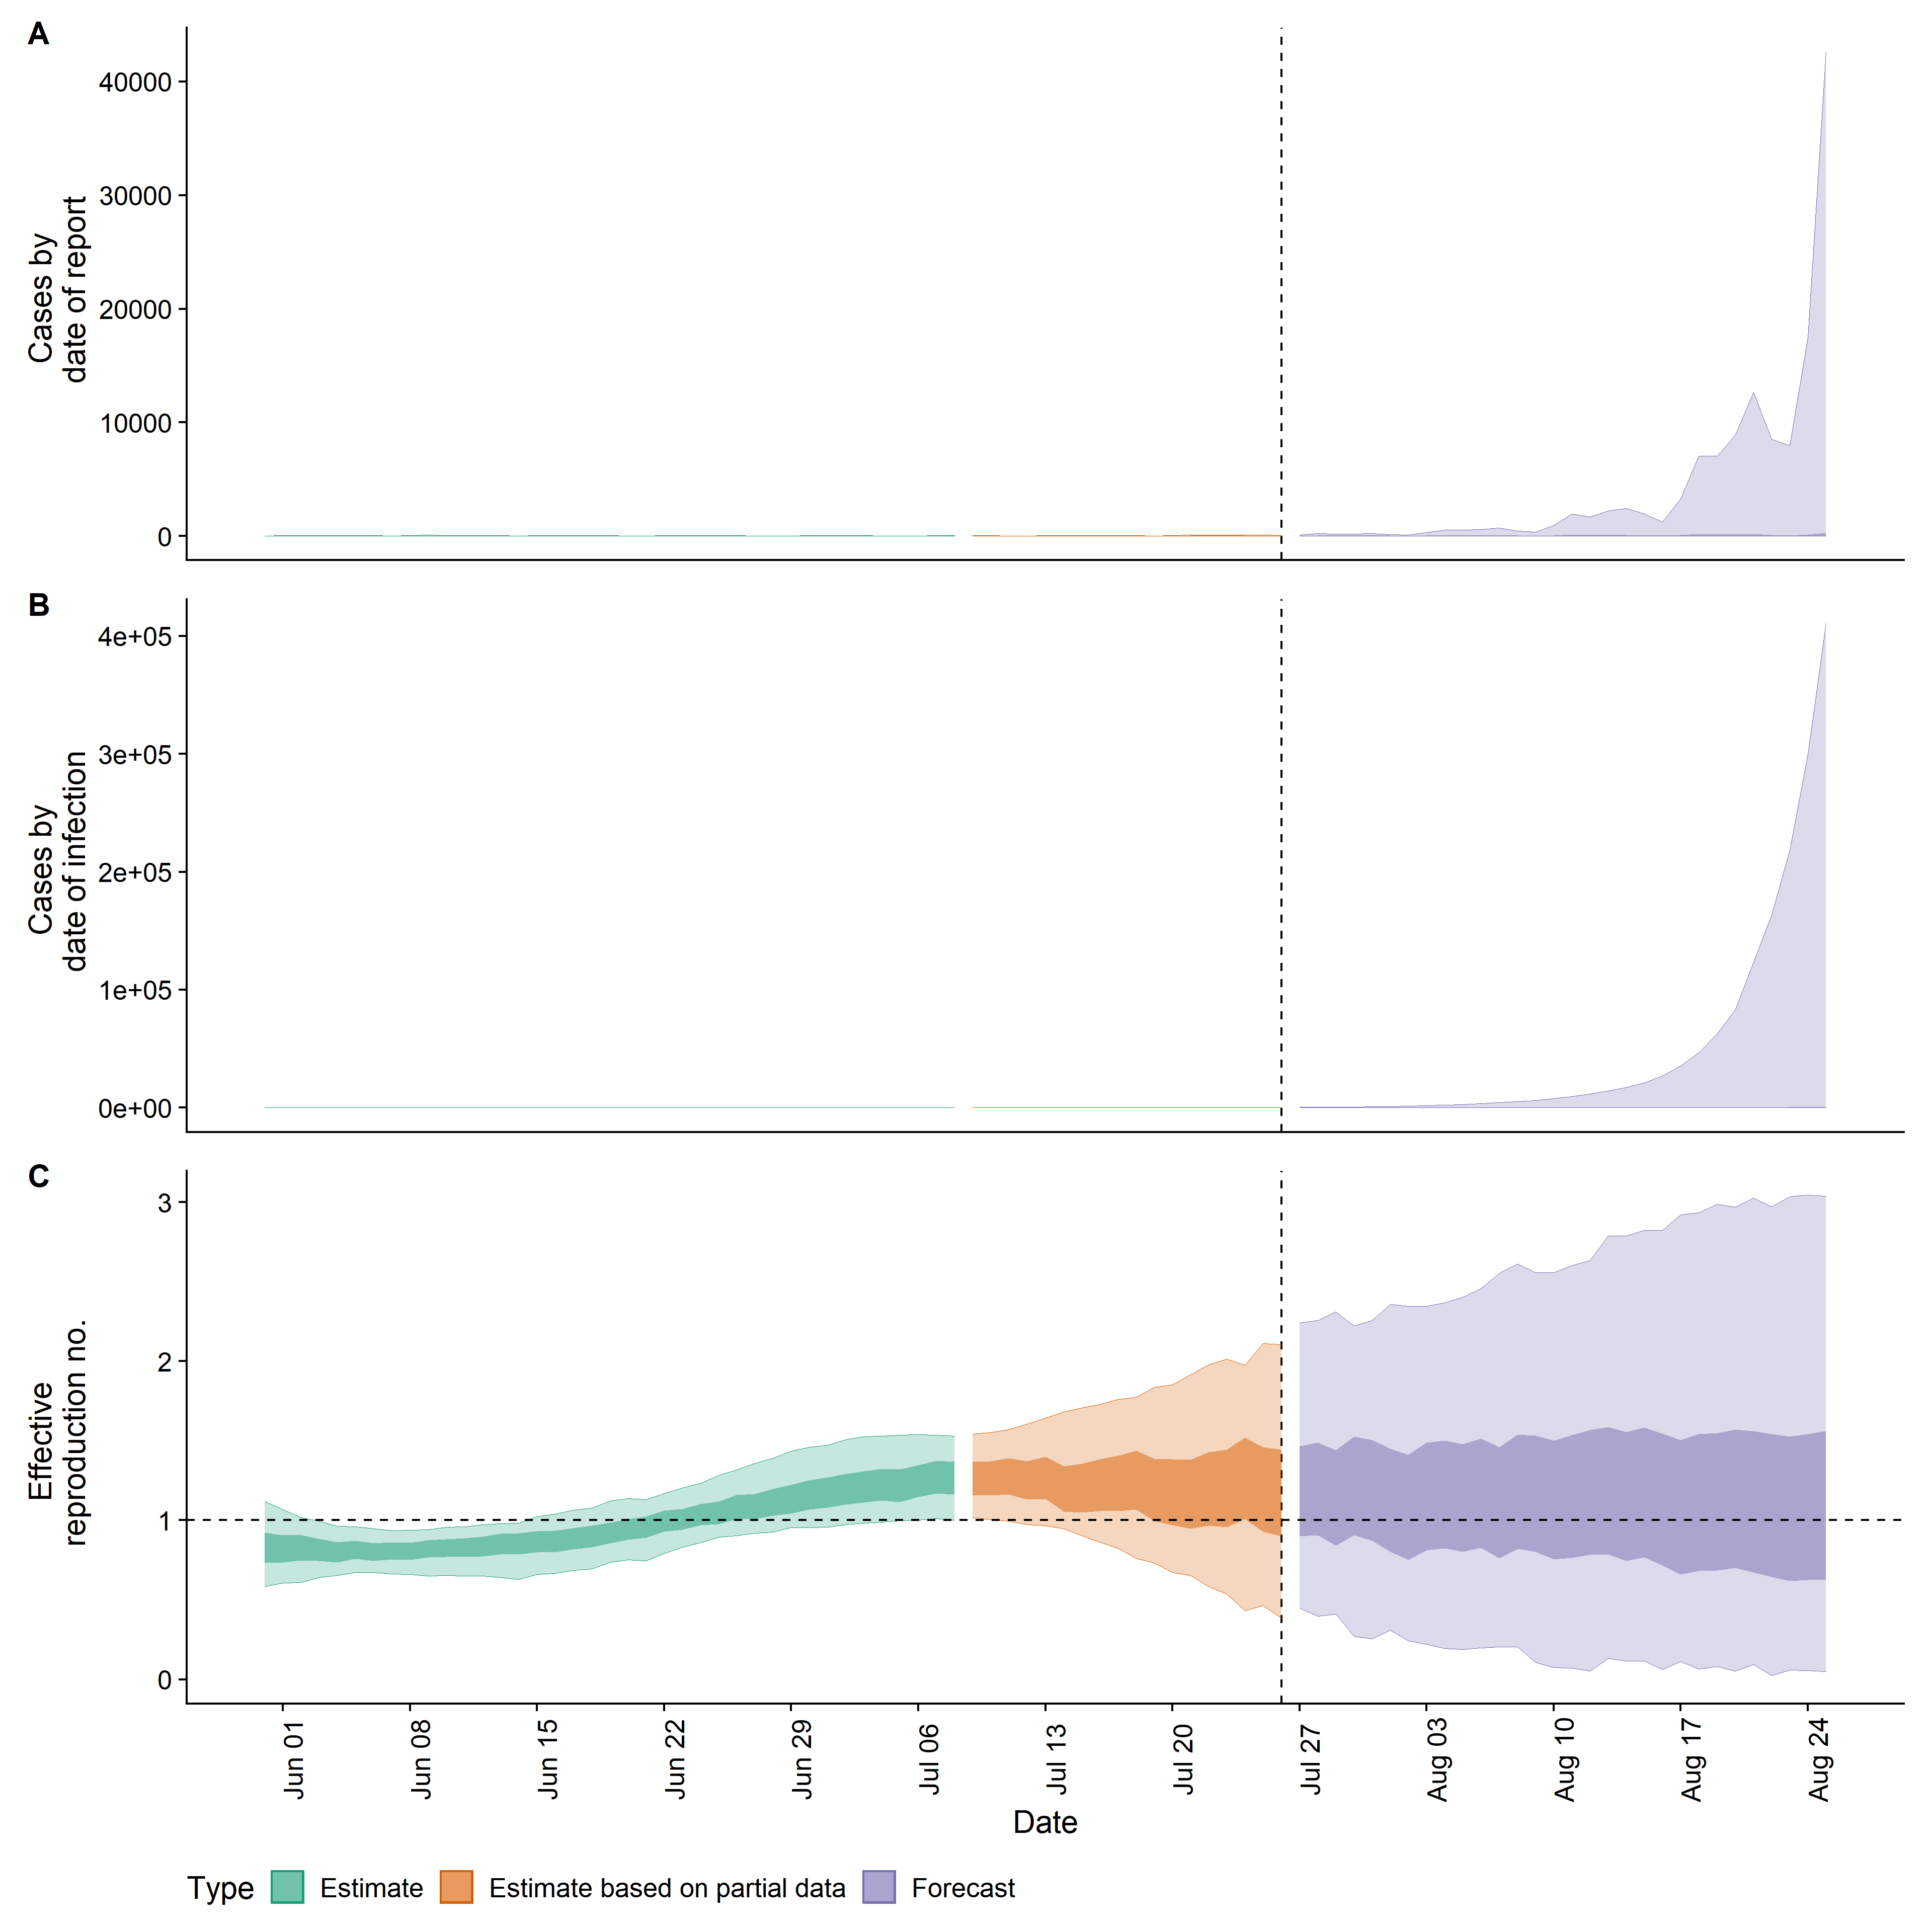 A
40000
30000
20000
10000
0
Cases by
date of report
B
4e+05
3e+05
2e+05
1e+05
0e+00
Cases by
date of infection
C
3
2
1
0
Effective
reproduction no.
Jun 01
Jun 08
Jun 15
Jun 22
Jun 29
Jul 06
Jul 13
Jul 20
Jul 27
Aug 03
Aug 10
Aug 17
Aug 24
Date
Type Estimate Estimate based on partial data Forecast